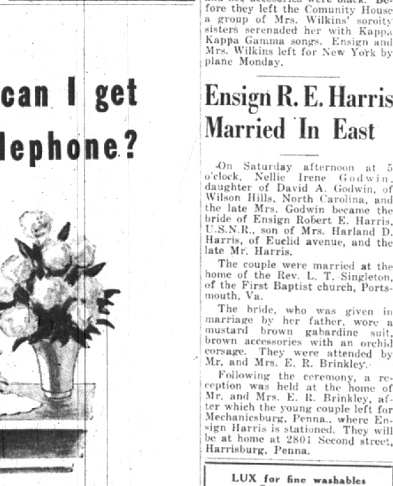 can I get
lephone?
fore they left the Comunity House
a group of Mrs. Wilkins' soroity
sisters serenaded her with Kappa
Kappa Gamma songs. Ensign and
Mrs. Wilkins left for New York by
plane Monday.
Ensign R. E. Harris
Married In East
On Saturday afternoon at 5
o'clock, Nellie Irene Godwin,
daughter of David A. Godwin, of
Wilson Hills, North Carolina, and
the late Mrs. Godwin became the
bride of Ensign Robert E. Harris,
U.S.N.R., son of Mrs. Harland D.
Harris, of Euclid avenue, and the
late Mr. Harris.
The couple were married at the
home of the Rev. L. T. Singleton,
of the First Baptist church, Ports-
mouth, Va.
The bride, who was given in
marriage by her father, wore a
mustard brown gabardine suit,
brown accessories with an orchid
corsage. They were attended by
Mr. and Mrs. E. R. Brinkley.
Following the ceremony, a re-
ception was held at the home of
Mr. and Mrs. E. R. Brinkley, af-
ter which the young couple left for
Mechanicsburg, Penna., where En-
sign Harris is stationed. They will
be at home at 2801 Second street,
Harrisburg, Penna.
LUX for fine washables